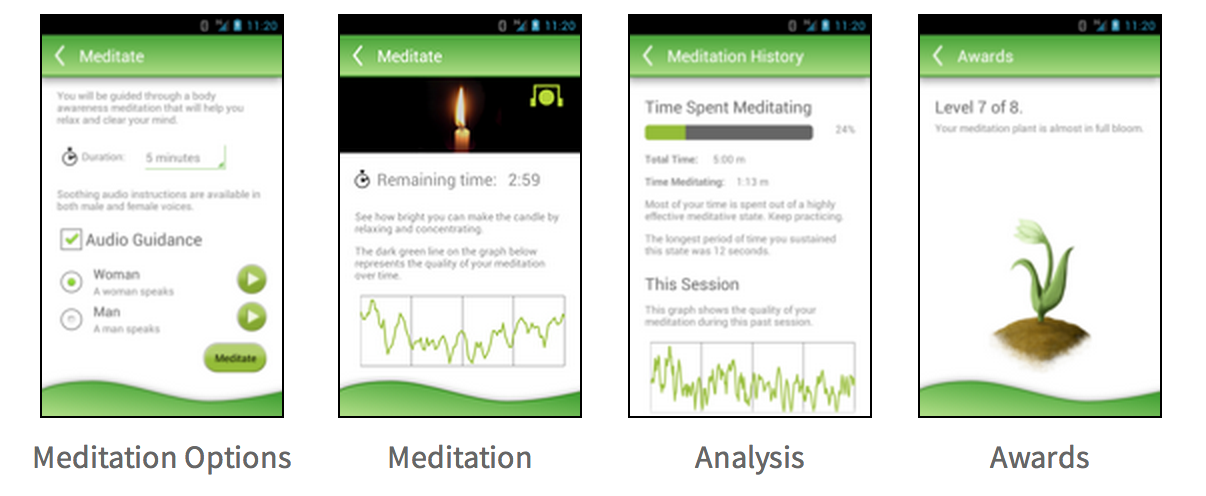 11:20
Meditate
You will be guided through a body
awareness meditation that will help you
relax and clear your mind.
Duration: 5 minutes
Soothing audio instructions are available in
both male and female voices.
Audio Guidance
Woman
A woman speaks
Man
A man speaks
Meditate
Meditation Options
11:20
Meditate
Remaining time: 2:59
See how bright you can make the candle by
relaxing and concentrating.
The dark green line on the graph below
represents the quality of your meditation
over time.
Meditation
11:20
Meditation History
Time Spent Meditating
24%
Total Time: 5:00 m
Time Meditating: 1:13 m
Most of your time is spent out of a highly
effective meditative state. Keep practicing.
The longest period of time you sustained
this state was 12 seconds.
This Session
This graph shows the quality of your
meditation during this past session.
Analysis
11:20
Awards
Level 7 of 8.
Your meditation plant is almost in full bloom.
Awards